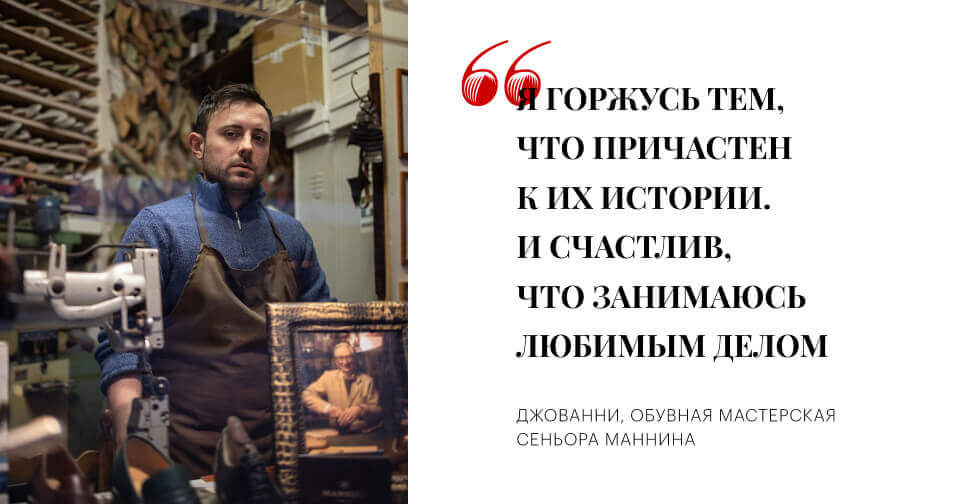 Я ГОРЖУСЬ ТЕМ,
ЧТО ПРИЧАСТЕН
К ИХ ИСТОРИИ.
И СЧАСТЛИВ,
ЧТО ЗАНИМАЮСЬ
ЛЮБИМЫМ ДЕЛОМ
ДЖОВАННИ, ОБУВНАЯ МАСТЕРСКАЯ
СЕНЬОРА МАННИНА